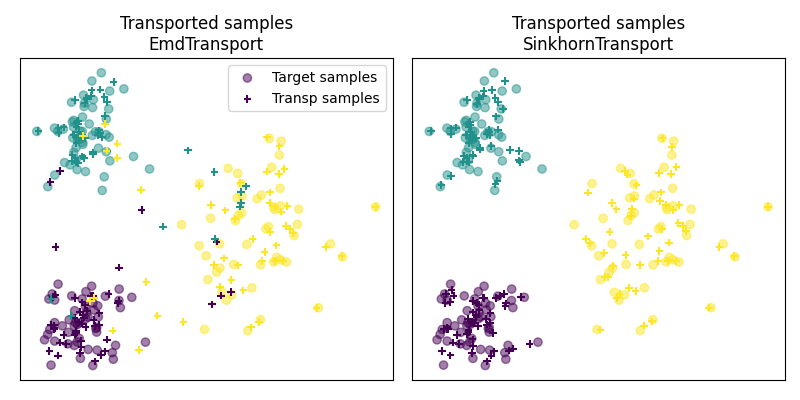 Transported samples
EmdTransport
Target samples
Transp samples
Transported samples
SinkhornTransport